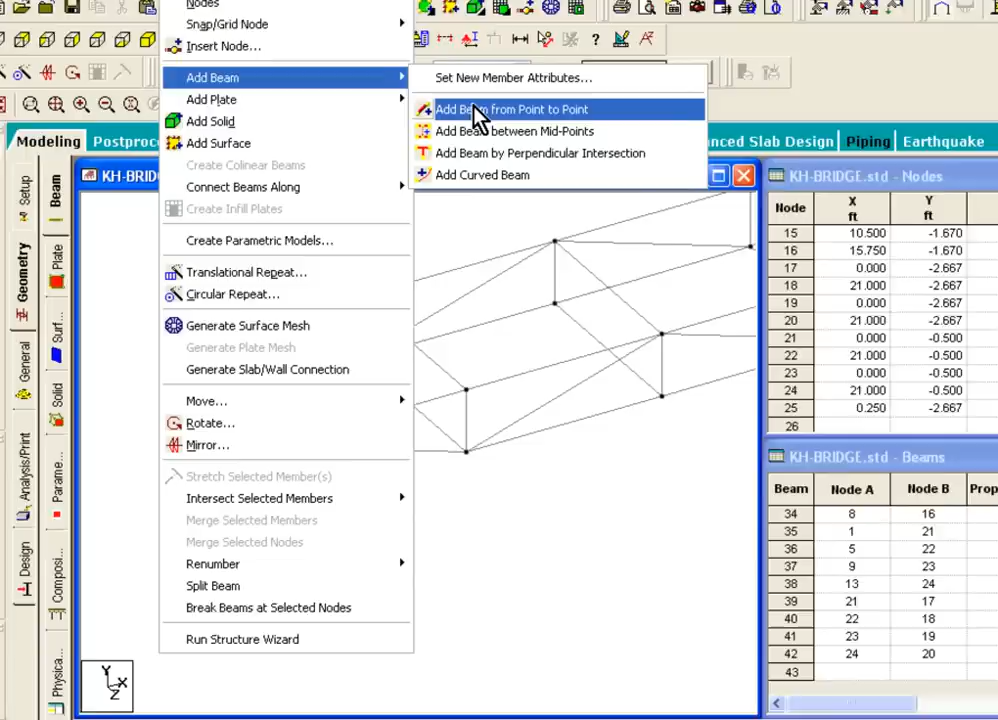 Nodes
Snap/Grid Node
Insert Node...
Add Beam
Add Plate
Add Solid
Add Surface
Create Colinear Beams
Connect Beams Along
Create Infill Plates
Create Parametric Models...
Translational Repeat...
Circular Repeat...
Generate Surface Mesh
Generate Plate Mesh
Generate Slab/Wall Connection
Move...
Rotate...
Mirror...
Stretch Selected Member(s)
Intersect Selected Members
Merge Selected Members
Merge Selected Nodes
Renumber
Split Beam
Break Beams at Selected Nodes
Run Structure Wizard
Set New Member Attributes...
Add Beam from Point to Point
Add Beam between Mid-Points
Add Beam by Perpendicular Intersection
Add Curved Beam
Modeling
Slab Design
Piping
Earthquake
Setup
Geometry
General
Analysis/Print
Design
Beam
Plate
Surf...
Solid
Parame...
Composi...
Physica...
Y
X
Z
KH-BRIDGE.std - Nodes
Node X ft Y ft
15 10.500 -1.670
16 15.750 -1.670
17 0.000 -2.667
18 21.000 -2.667
19 0.000 -2.667
20 21.000 -2.667
21 0.000 -0.500
22 21.000 -0.500
23 0.000 -0.500
24 21.000 -0.500
25 0.250 -2.667
26
KH-BRIDGE.std - Beams
Beam Node A Node B
34 8 16
35 1 21
36 5 22
37 9 23
38 13 24
39 21 17
40 22 18
41 23 19
42 24 20
43